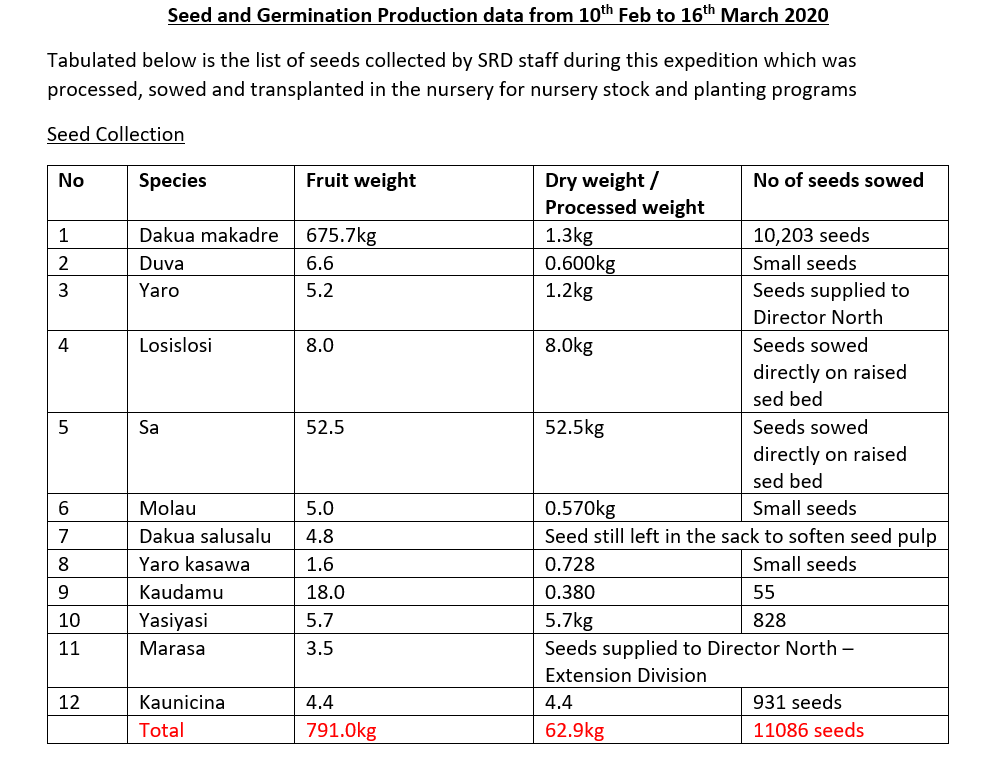 Seed and Germination Production data from 10th Feb to 16th March 2020
Tabulated below is the list of seeds collected by SRD staff during this expedition which was
processed, sowed and transplanted in the nursery for nursery stock and planting programs
Seed Collection
No Species Fruit weight Dry weight / No of seeds sowed
Processed weight
1 Dakua makadre 675.7kg 1.3kg 10,203 seeds
2 Duva 6.6 0.600kg Small seeds
3 Yaro 5.2 1.2kg Seeds supplied to
Director North
4 Losislosi 8.0 8.0kg Seeds sowed
directly on raised
sed bed
5 Sa 52.5 52.5kg Seeds sowed
directly on raised
sed bed
6 Molau 5.0 0.570kg Small seeds
7 Dakua salusalu 4.8 Seed still left in the sack to soften seed pulp
8 Yaro kasawa 1.6 0.728 Small seeds
9 Kaudamu 18.0 0.380 55
10 Yasiyasi 5.7 5.7kg 828
11 Marasa 3.5 Seeds supplied to Director North –
Extension Division
12 Kaunicina 4.4 4.4 931 seeds
Total 791.0kg 62.9kg 11086 seeds